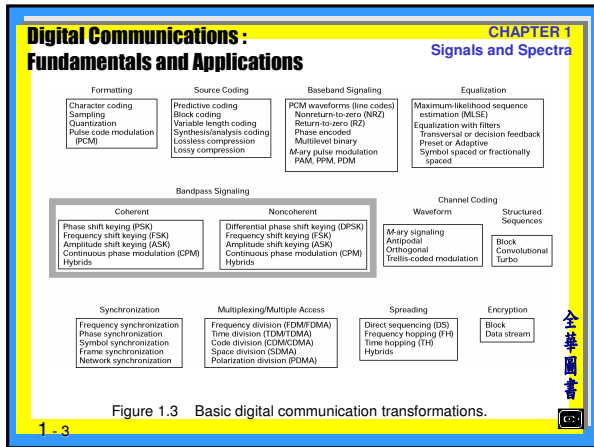 Digital Communications :
Fundamentals and Applications
CHAPTER 1
Signals and Spectra
Formatting
Character coding
Sampling
Quantization
Pulse code modulation
(PCM)
Source Coding
Predictive coding
Block coding
Variable length coding
Synthesis/analysis coding
Lossless compression
Lossy compression
Baseband Signaling
PCM waveforms (line codes)
Nonreturn-to-zero (NRZ)
Return-to-zero (RZ)
Phase encoded
Multilevel binary
M-ary pulse modulation
PAM, PPM, PDM
Equalization
Maximum-likelihood sequence
estimation (MLSE)
Equalization with filters
Transversal or decision feedback
Preset or Adaptive
Symbol spaced or fractionally
spaced
Bandpass Signaling
Coherent
Phase shift keying (PSK)
Frequency shift keying (FSK)
Amplitude shift keying (ASK)
Continuous phase modulation (CPM)
Hybrids
Noncoherent
Differential phase shift keying (DPSK)
Frequency shift keying (FSK)
Amplitude shift keying (ASK)
Continuous phase modulation (CPM)
Hybrids
Channel Coding
Waveform
M-ary signaling
Antipodal
Orthogonal
Trellis-coded modulation
Structured
Sequences
Block
Convolutional
Turbo
Synchronization
Frequency synchronization
Phase synchronization
Symbol synchronization
Frame synchronization
Network synchronization
Multiplexing/Multiple Access
Frequency division (FDM/FDMA)
Time division (TDM/TDMA)
Code division (CDM/CDMA)
Space division (SDMA)
Polarization division (PDMA)
Spreading
Direct sequencing (DS)
Frequency hopping (FH)
Time hopping (TH)
Hybrids
Encryption
Block
Data stream
全華圖書
Figure 1.3 Basic digital communication transformations.
1 - 3